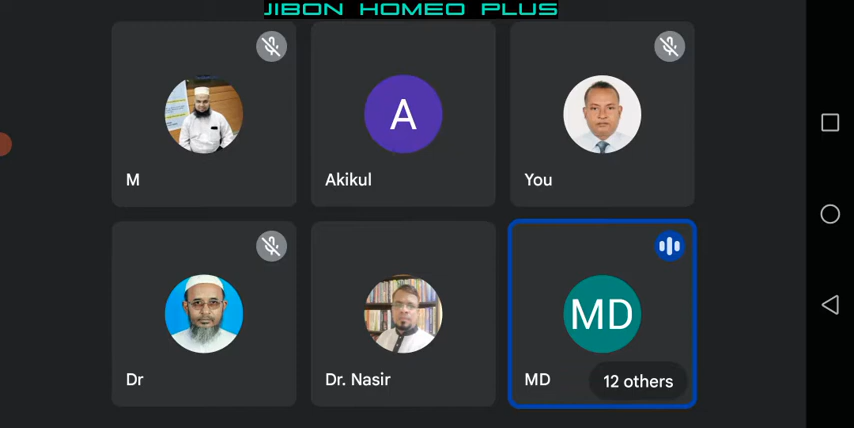 JIBON HOMEO PLUS
M
A
Akikul
You
Dr
Dr. Nasir
MD
MD
12 others